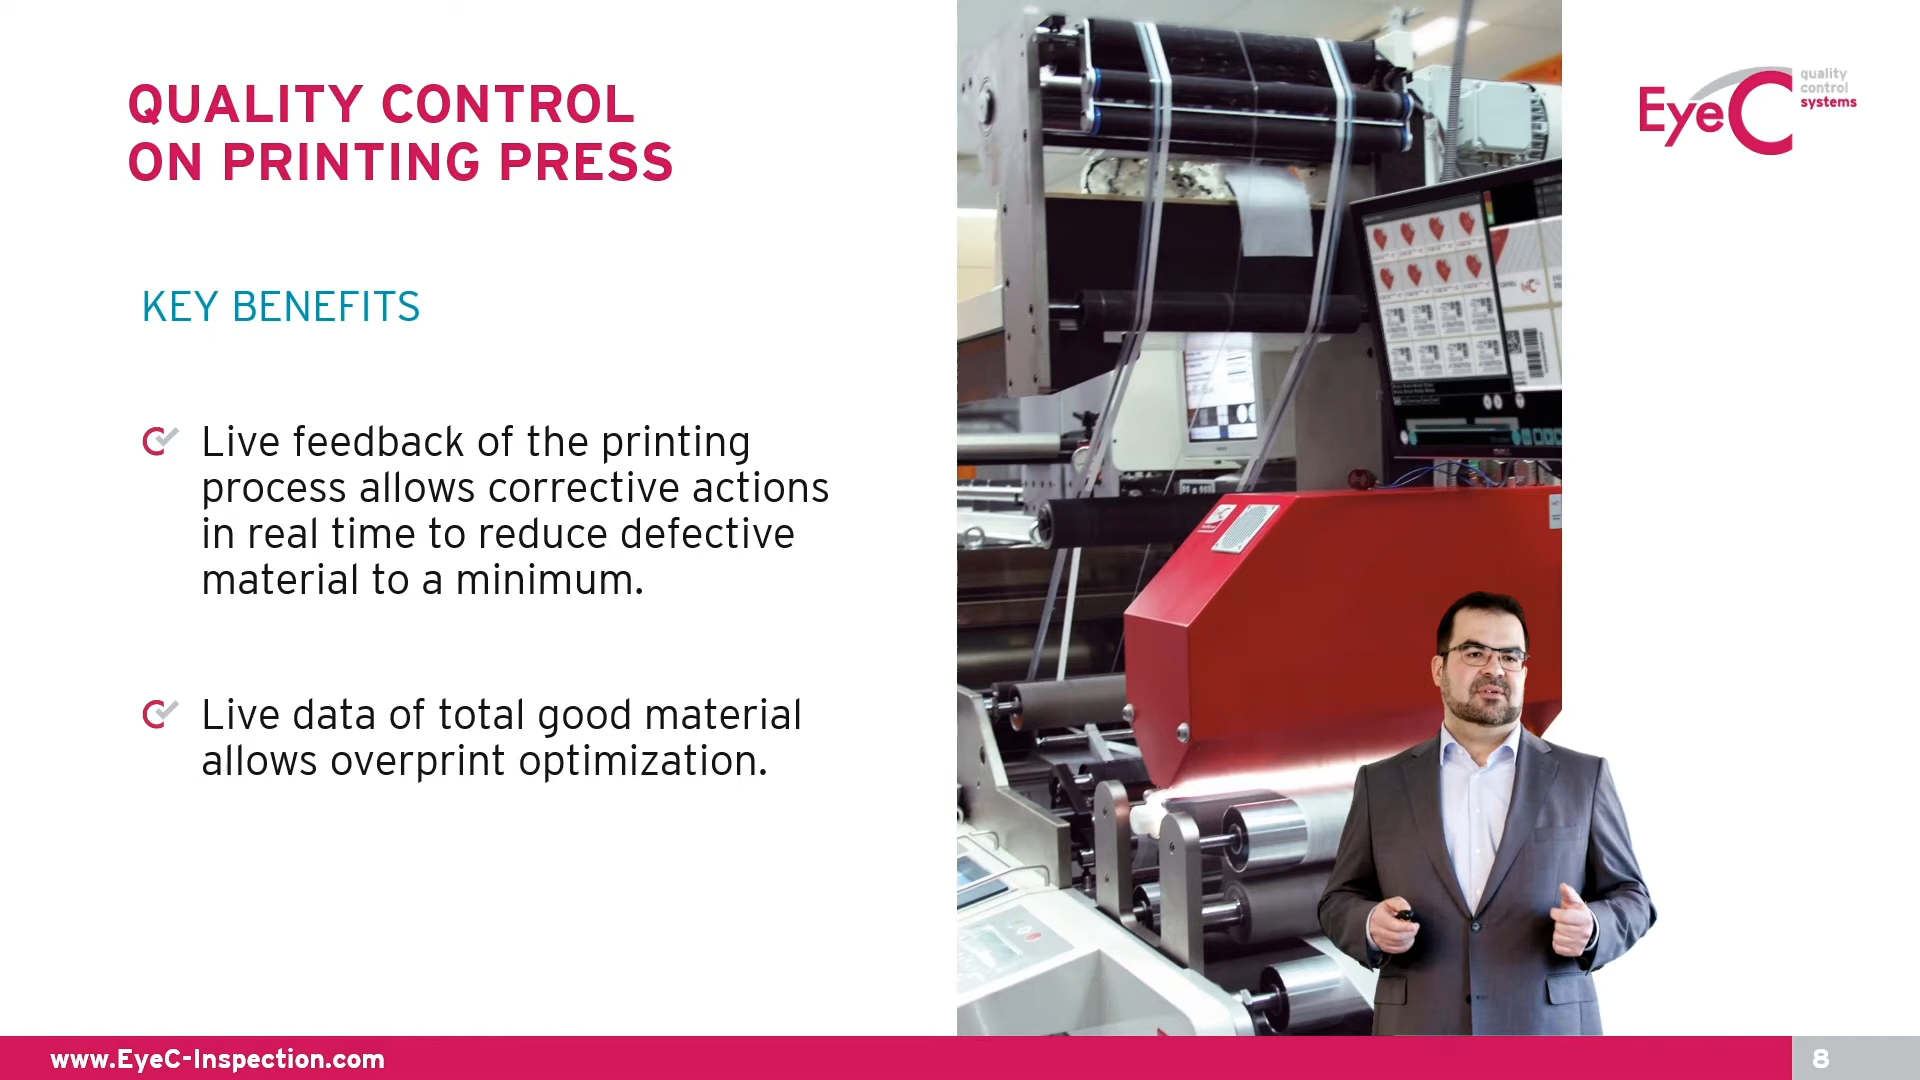 QUALITY CONTROL
ON PRINTING PRESS
EyeC
quality
control
systems
KEY BENEFITS
Live feedback of the printing
process allows corrective actions
in real time to reduce defective
material to a minimum.
Live data of total good material
allows overprint optimization.
www.EyeC-Inspection.com
8